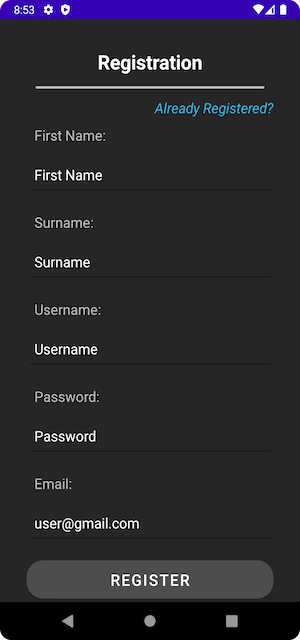 8:53
Registration
Already Registered?
First Name:
First Name
Surname:
Surname
Username:
Username
Password:
Password
Email:
user@gmail.com
REGISTER